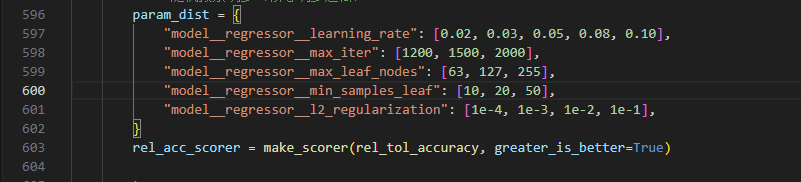 596 param_dist = {
597 "model__regressor__learning_rate": [0.02, 0.03, 0.05, 0.08, 0.10],
598 "model__regressor__max_iter": [1200, 1500, 2000],
599 "model__regressor__max_leaf_nodes": [63, 127, 255],
600 "model__regressor__min_samples_leaf": [10, 20, 50],
601 "model__regressor__l2_regularization": [1e-4, 1e-3, 1e-2, 1e-1],
602 }
603 rel_acc_scorer = make_scorer(rel_tol_accuracy, greater_is_better=True)
604